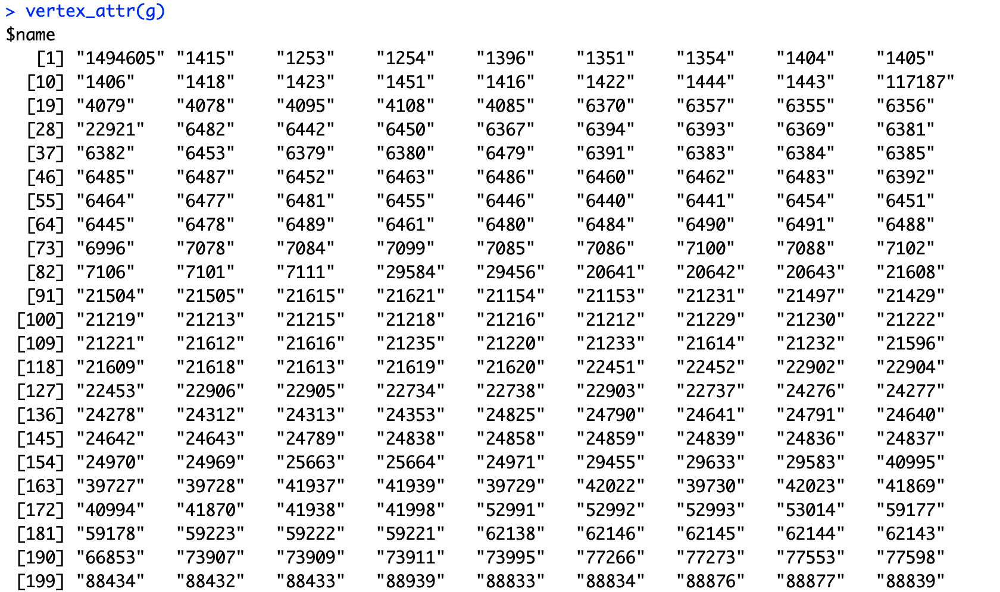 > vertex_attr(g)
$name
[1] "1494605" "1415" "1253" "1254" "1396" "1351" "1354" "1404" "1405"
[10] "1406" "1418" "1423" "1451" "1416" "1422" "1444" "1443" "117187"
[19] "4079" "4078" "4095" "4108" "4085" "6370" "6357" "6355" "6356"
[28] "22921" "6482" "6442" "6450" "6367" "6394" "6393" "6369" "6381"
[37] "6382" "6453" "6379" "6380" "6479" "6391" "6383" "6384" "6385"
[46] "6485" "6487" "6452" "6463" "6486" "6460" "6462" "6483" "6392"
[55] "6464" "6477" "6481" "6455" "6446" "6440" "6441" "6454" "6451"
[64] "6445" "6478" "6489" "6461" "6480" "6484" "6490" "6491" "6488"
[73] "6996" "7078" "7084" "7099" "7085" "7086" "7100" "7088" "7102"
[82] "7106" "7101" "7111" "29584" "29456" "20641" "20642" "20643" "21608"
[91] "21504" "21505" "21615" "21621" "21154" "21153" "21231" "21497" "21429"
[100] "21219" "21213" "21215" "21218" "21216" "21212" "21229" "21230" "21222"
[109] "21221" "21612" "21616" "21235" "21220" "21233" "21614" "21232" "21596"
[118] "21609" "21618" "21613" "21619" "21620" "22451" "22452" "22902" "22904"
[127] "22453" "22906" "22905" "22734" "22738" "22903" "22737" "24276" "24277"
[136] "24278" "24312" "24313" "24353" "24825" "24790" "24641" "24791" "24640"
[145] "24642" "24643" "24789" "24838" "24858" "24859" "24839" "24836" "24837"
[154] "24970" "24969" "25663" "25664" "24971" "29455" "29633" "29583" "40995"
[163] "39727" "39728" "41937" "41939" "39729" "42022" "39730" "42023" "41869"
[172] "40994" "41870" "41938" "41998" "52991" "52992" "52993" "53014" "59177"
[181] "59178" "59223" "59222" "59221" "62138" "62146" "62145" "62144" "62143"
[190] "66853" "73907" "73909" "73911" "73995" "77266" "77273" "77553" "77598"
[199] "88434" "88432" "88433" "88939" "88833" "88834" "88876" "88877" "88839"